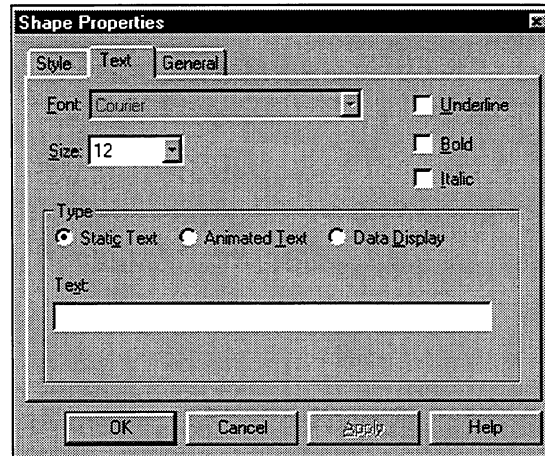 Shape Properties
Style Text General
Font: Courier
Underline
Size: 12
Bold
Italic
Type
Static Text Animated Text Data Display
Text:
OK Cancel Apply Help